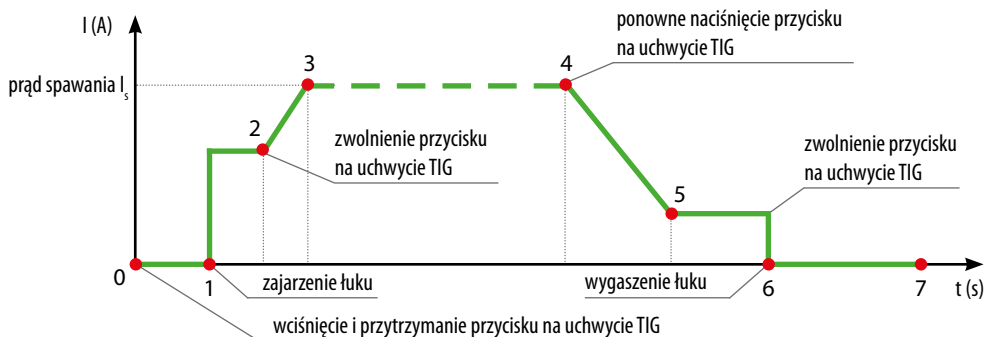 I (A)
ponowne naciśnięcie przycisku
na uchwycie TIG
3
4
prąd spawania Is
2
zwolnienie przycisku
na uchwycie TIG
zwolnienie przycisku
na uchwycie TIG
5
0
1
zajarzenie łuku
wygaszenie łuku
6
7
t (s)
wciśnięcie i przytrzymanie przycisku na uchwycie TIG